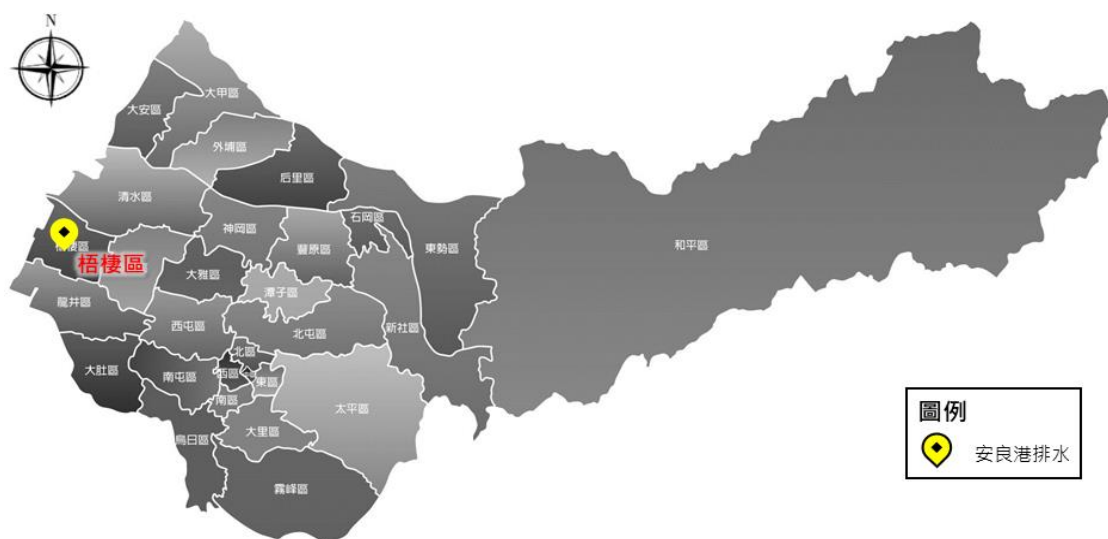 N
大甲區
大安區
外埔區
后里區
清水區
石岡區
神岡區
豐原區
東勢區
和平區
梧棲區
梧棲區
大雅區
潭子區
龍井區
新社區
西屯區
北屯區
北區
大肚區
南屯區
西區
東區
南區
太平區
烏日區
大里區
霧峰區
圖例
安良港排水